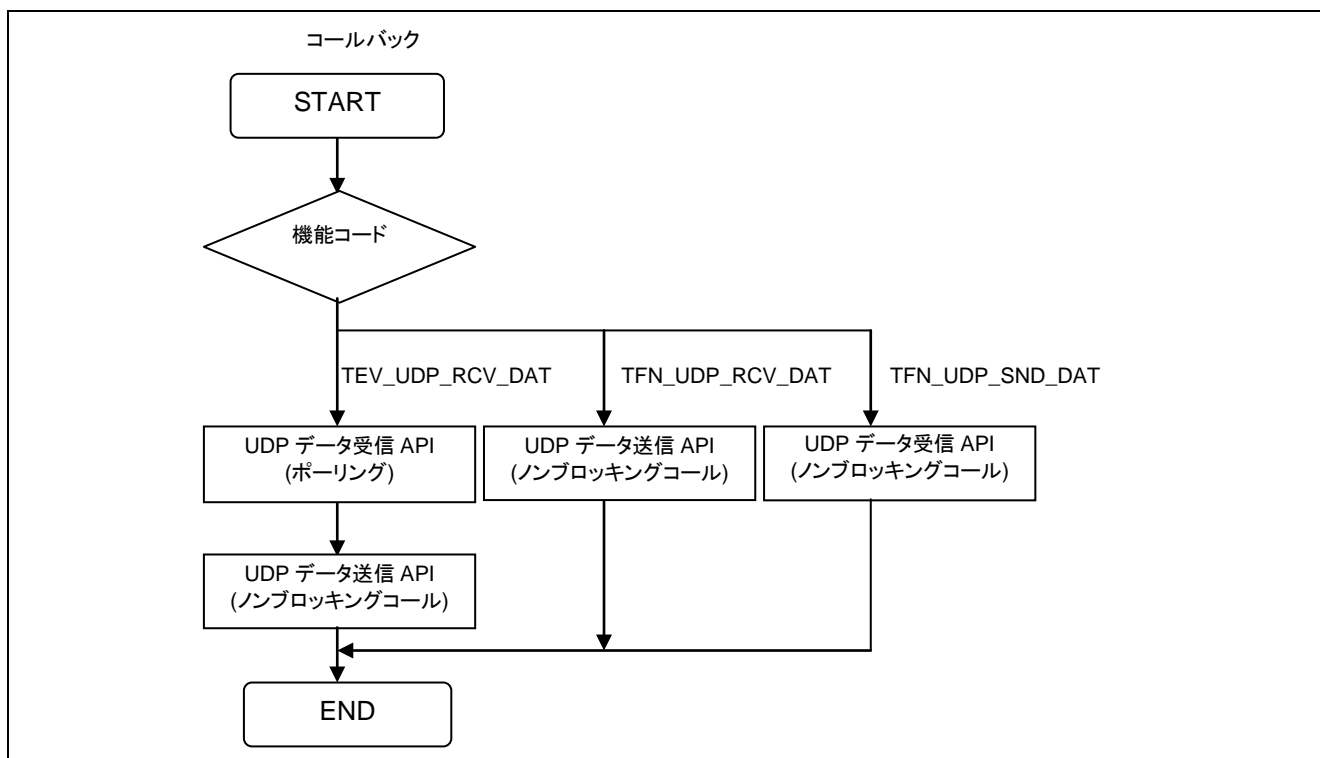 コールバック
START
機能コード
TEV_UDP_RCV_DAT
TFN_UDP_RCV_DAT
TFN_UDP_SND_DAT
UDP データ受信 API
(ポーリング)
UDP データ送信 API
(ノンブロッキングコール)
UDP データ受信 API
(ノンブロッキングコール)
UDP データ送信 API
(ノンブロッキングコール)
END